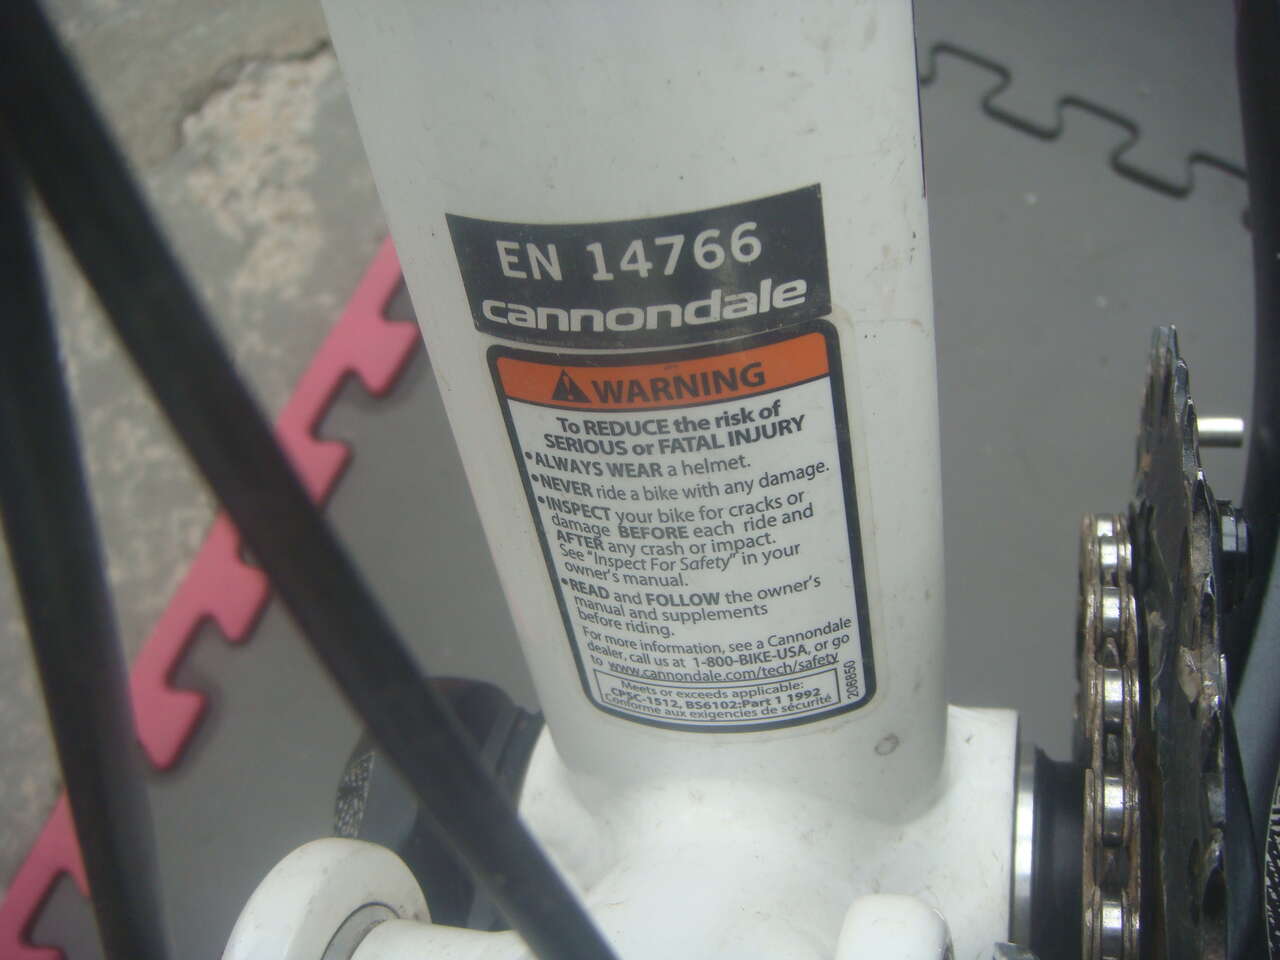 EN 14766
cannondale
WARNING
To REDUCE the risk of
SERIOUS or FATAL INJURY
•ALWAYS WEAR a helmet.
•NEVER ride a bike with any damage.
•INSPECT your bike for cracks or
damage BEFORE each ride and
AFTER any crash or impact.
See "Inspect For Safety" in your
owner's manual.
•READ and FOLLOW the owner's
manual and supplements
before riding.
For more information, see a Cannondale
dealer, call us at 1-800-BIKE-USA, or go
to www.cannondale.com/tech/safety
Meets or exceeds applicable:
CPSC-1512, BS6102:Part 1 1992
Conforme aux exigencies de sécurité
206850